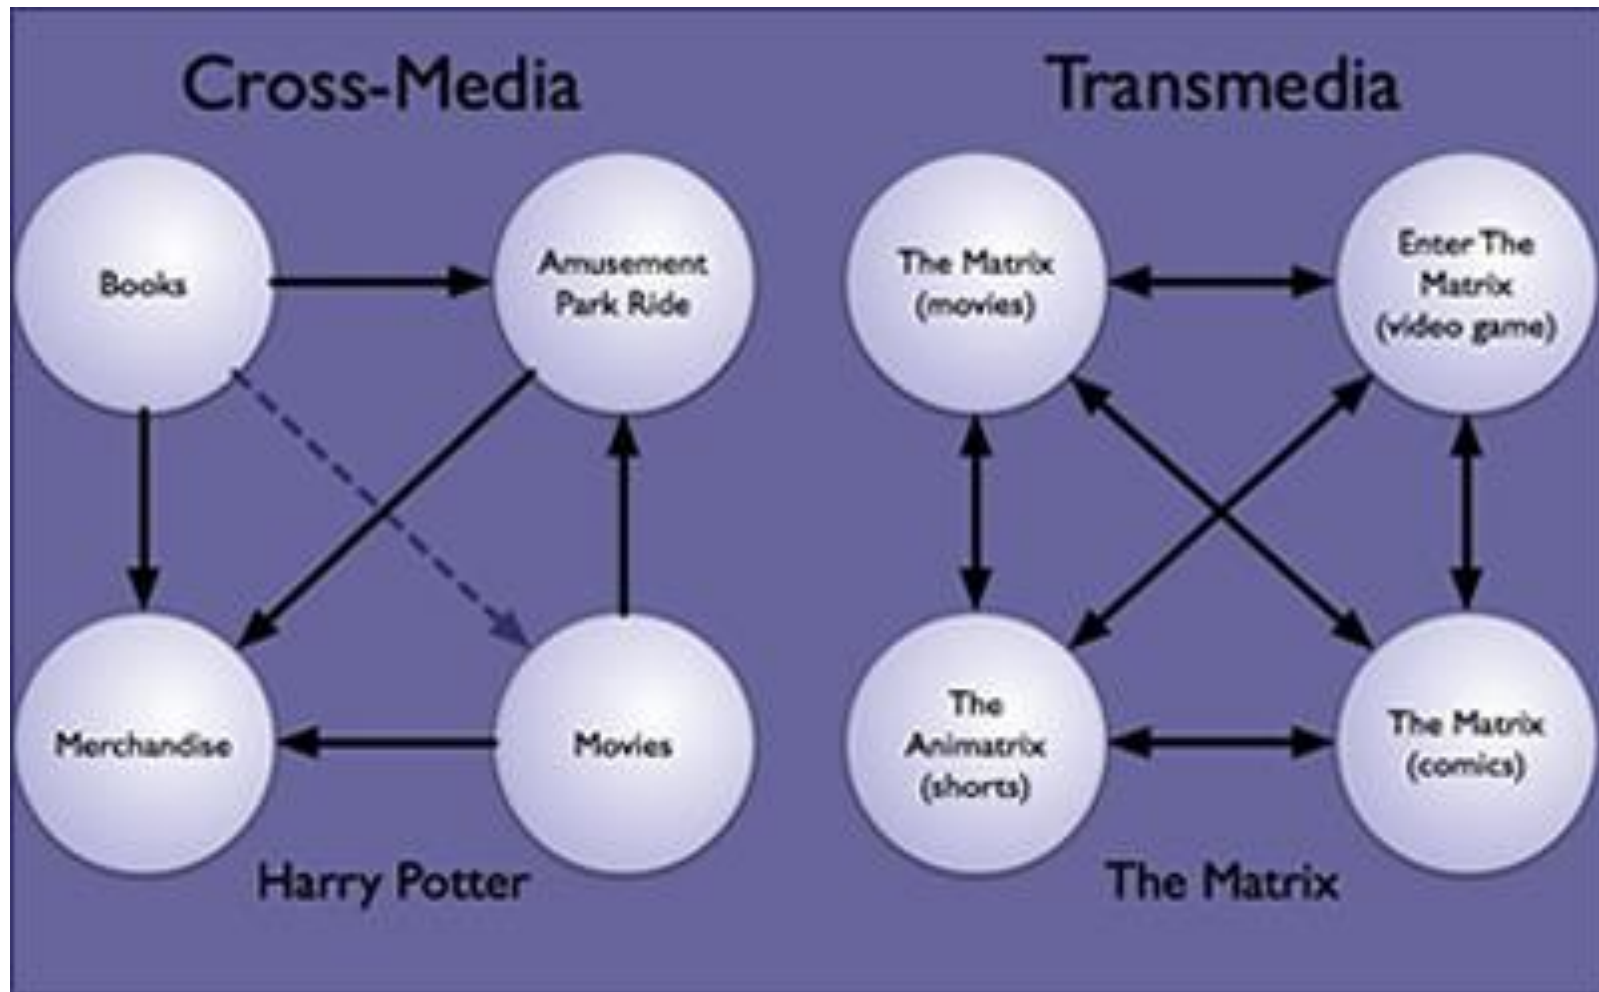 Cross-Media
Books
Amusement
Park Ride
Merchandise
Movies
Harry Potter
Transmedia
The Matrix
(movies)
Enter The
Matrix
(video game)
The
Animatrix
(shorts)
The Matrix
(comics)
The Matrix